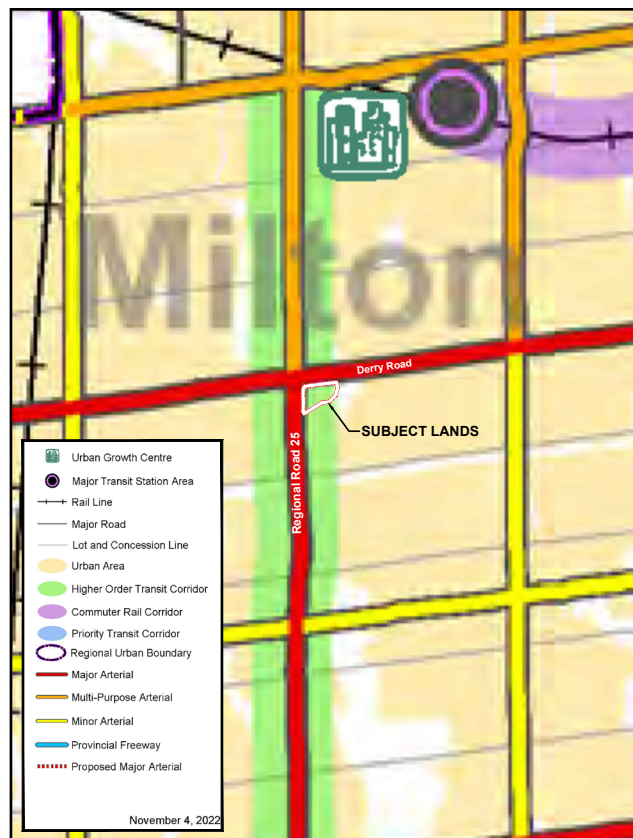 Milton
Derry Road
SUBJECT LANDS
Regional Road 25
Urban Growth Centre
Major Transit Station Area
Rail Line
Major Road
Lot and Concession Line
Urban Area
Higher Order Transit Corridor
Commuter Rail Corridor
Priority Transit Corridor
Regional Urban Boundary
Major Arterial
Multi-Purpose Arterial
Minor Arterial
Provincial Freeway
Proposed Major Arterial
November 4, 2022